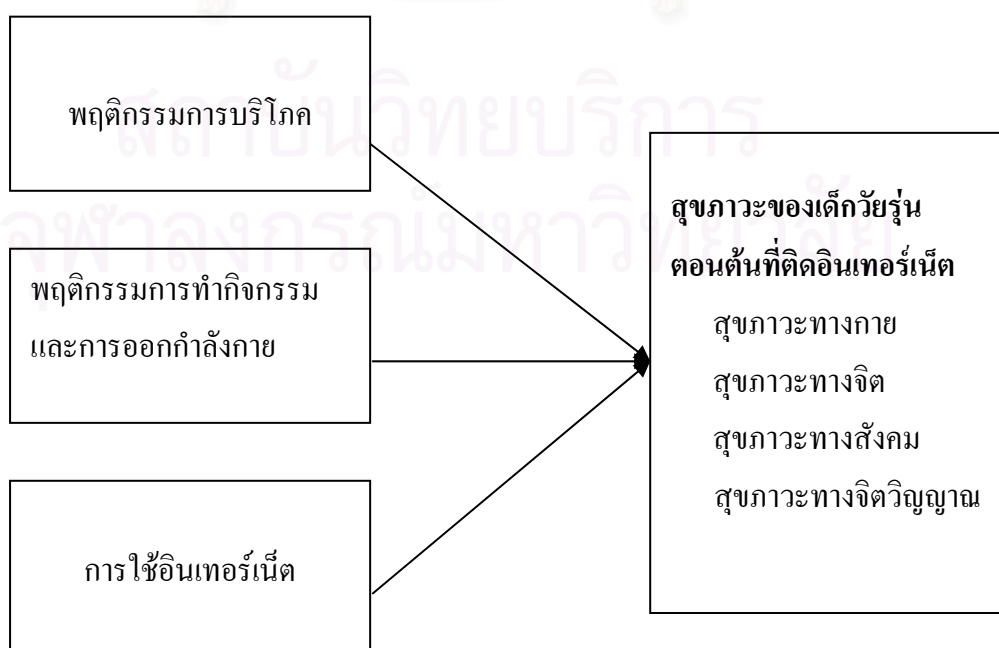 พฤติกรรมการบริโภค
พฤติกรรมการทำกิจกรรม
และการออกกำลังกาย
การใช้อินเทอร์เน็ต
สุขภาวะของเด็กวัยรุ่น
ตอนต้นที่ติดอินเทอร์เน็ต
สุขภาวะทางกาย
สุขภาวะทางจิต
สุขภาวะทางสังคม
สุขภาวะทางจิตวิญญาณ
สถาบันวิทยบริการ
จุฬาลงกรณ์มหาวิทยาลัย